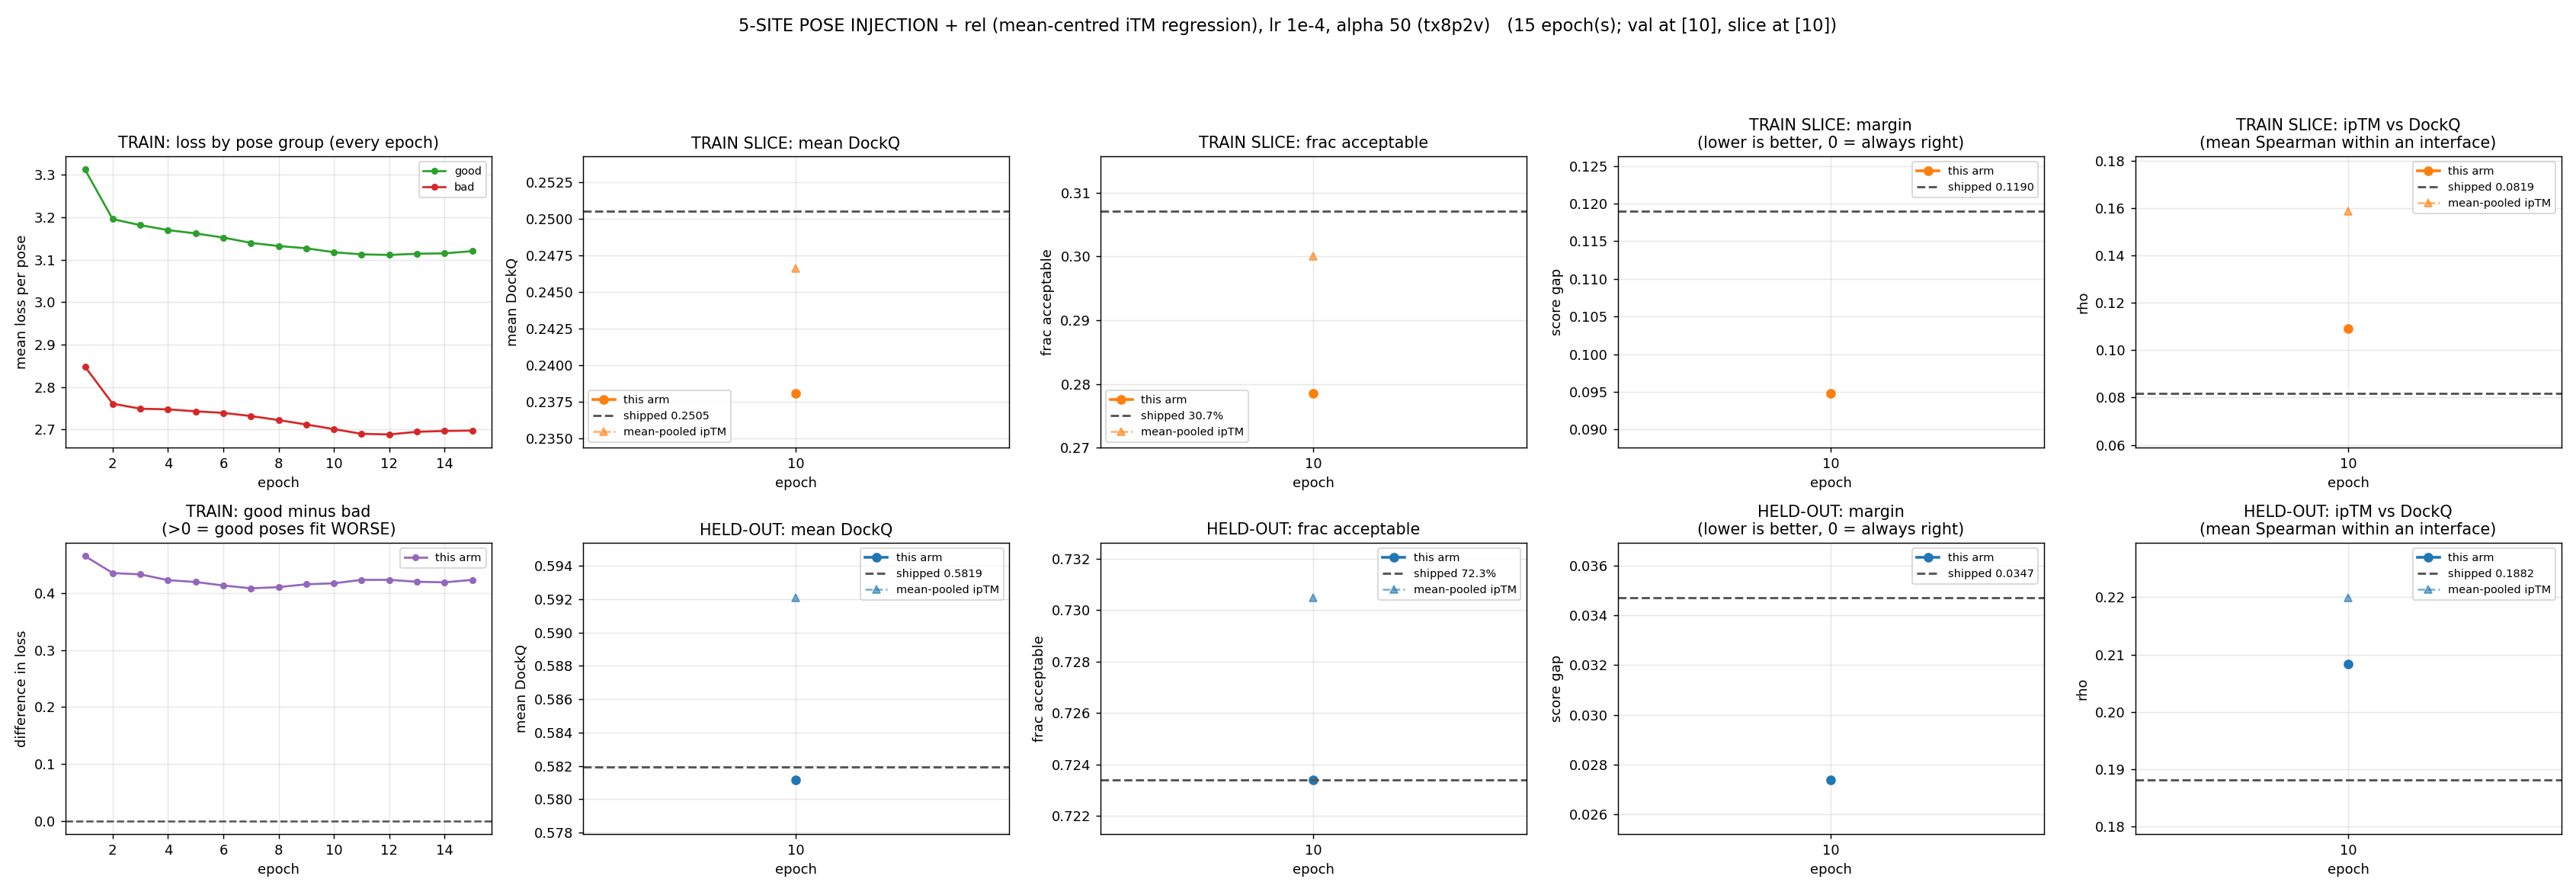 5-SITE POSE INJECTION + rel (mean-centred iTM regression), lr 1e-4, alpha 50 (tx8p2v)   (15 epoch(s); val at [10], slice at [10])
TRAIN: loss by pose group (every epoch)
good
bad
mean loss per pose
3.3
3.2
3.1
3.0
2.9
2.8
2.7
2 4 6 8 10 12 14
epoch
TRAIN SLICE: mean DockQ
mean DockQ
0.2525
0.2500
0.2475
0.2450
0.2425
0.2400
0.2375
0.2350
this arm
shipped 0.2505
mean-pooled ipTM
10
epoch
TRAIN SLICE: frac acceptable
frac acceptable
0.31
0.30
0.29
0.28
0.27
this arm
shipped 30.7%
mean-pooled ipTM
10
epoch
TRAIN SLICE: margin
(lower is better, 0 = always right)
score gap
0.125
0.120
0.115
0.110
0.105
0.100
0.095
0.090
this arm
shipped 0.1190
10
epoch
TRAIN SLICE: ipTM vs DockQ
(mean Spearman within an interface)
rho
0.18
0.16
0.14
0.12
0.10
0.08
0.06
this arm
shipped 0.0819
mean-pooled ipTM
10
epoch
TRAIN: good minus bad
(>0 = good poses fit WORSE)
difference in loss
0.4
0.3
0.2
0.1
0.0
this arm
2 4 6 8 10 12 14
epoch
HELD-OUT: mean DockQ
mean DockQ
0.594
0.592
0.590
0.588
0.586
0.584
0.582
0.580
0.578
this arm
shipped 0.5819
mean-pooled ipTM
10
epoch
HELD-OUT: frac acceptable
frac acceptable
0.732
0.730
0.728
0.726
0.724
0.722
this arm
shipped 72.3%
mean-pooled ipTM
10
epoch
HELD-OUT: margin
(lower is better, 0 = always right)
score gap
0.036
0.034
0.032
0.030
0.028
0.026
this arm
shipped 0.0347
10
epoch
HELD-OUT: ipTM vs DockQ
(mean Spearman within an interface)
rho
0.22
0.21
0.20
0.19
0.18
this arm
shipped 0.1882
mean-pooled ipTM
10
epoch